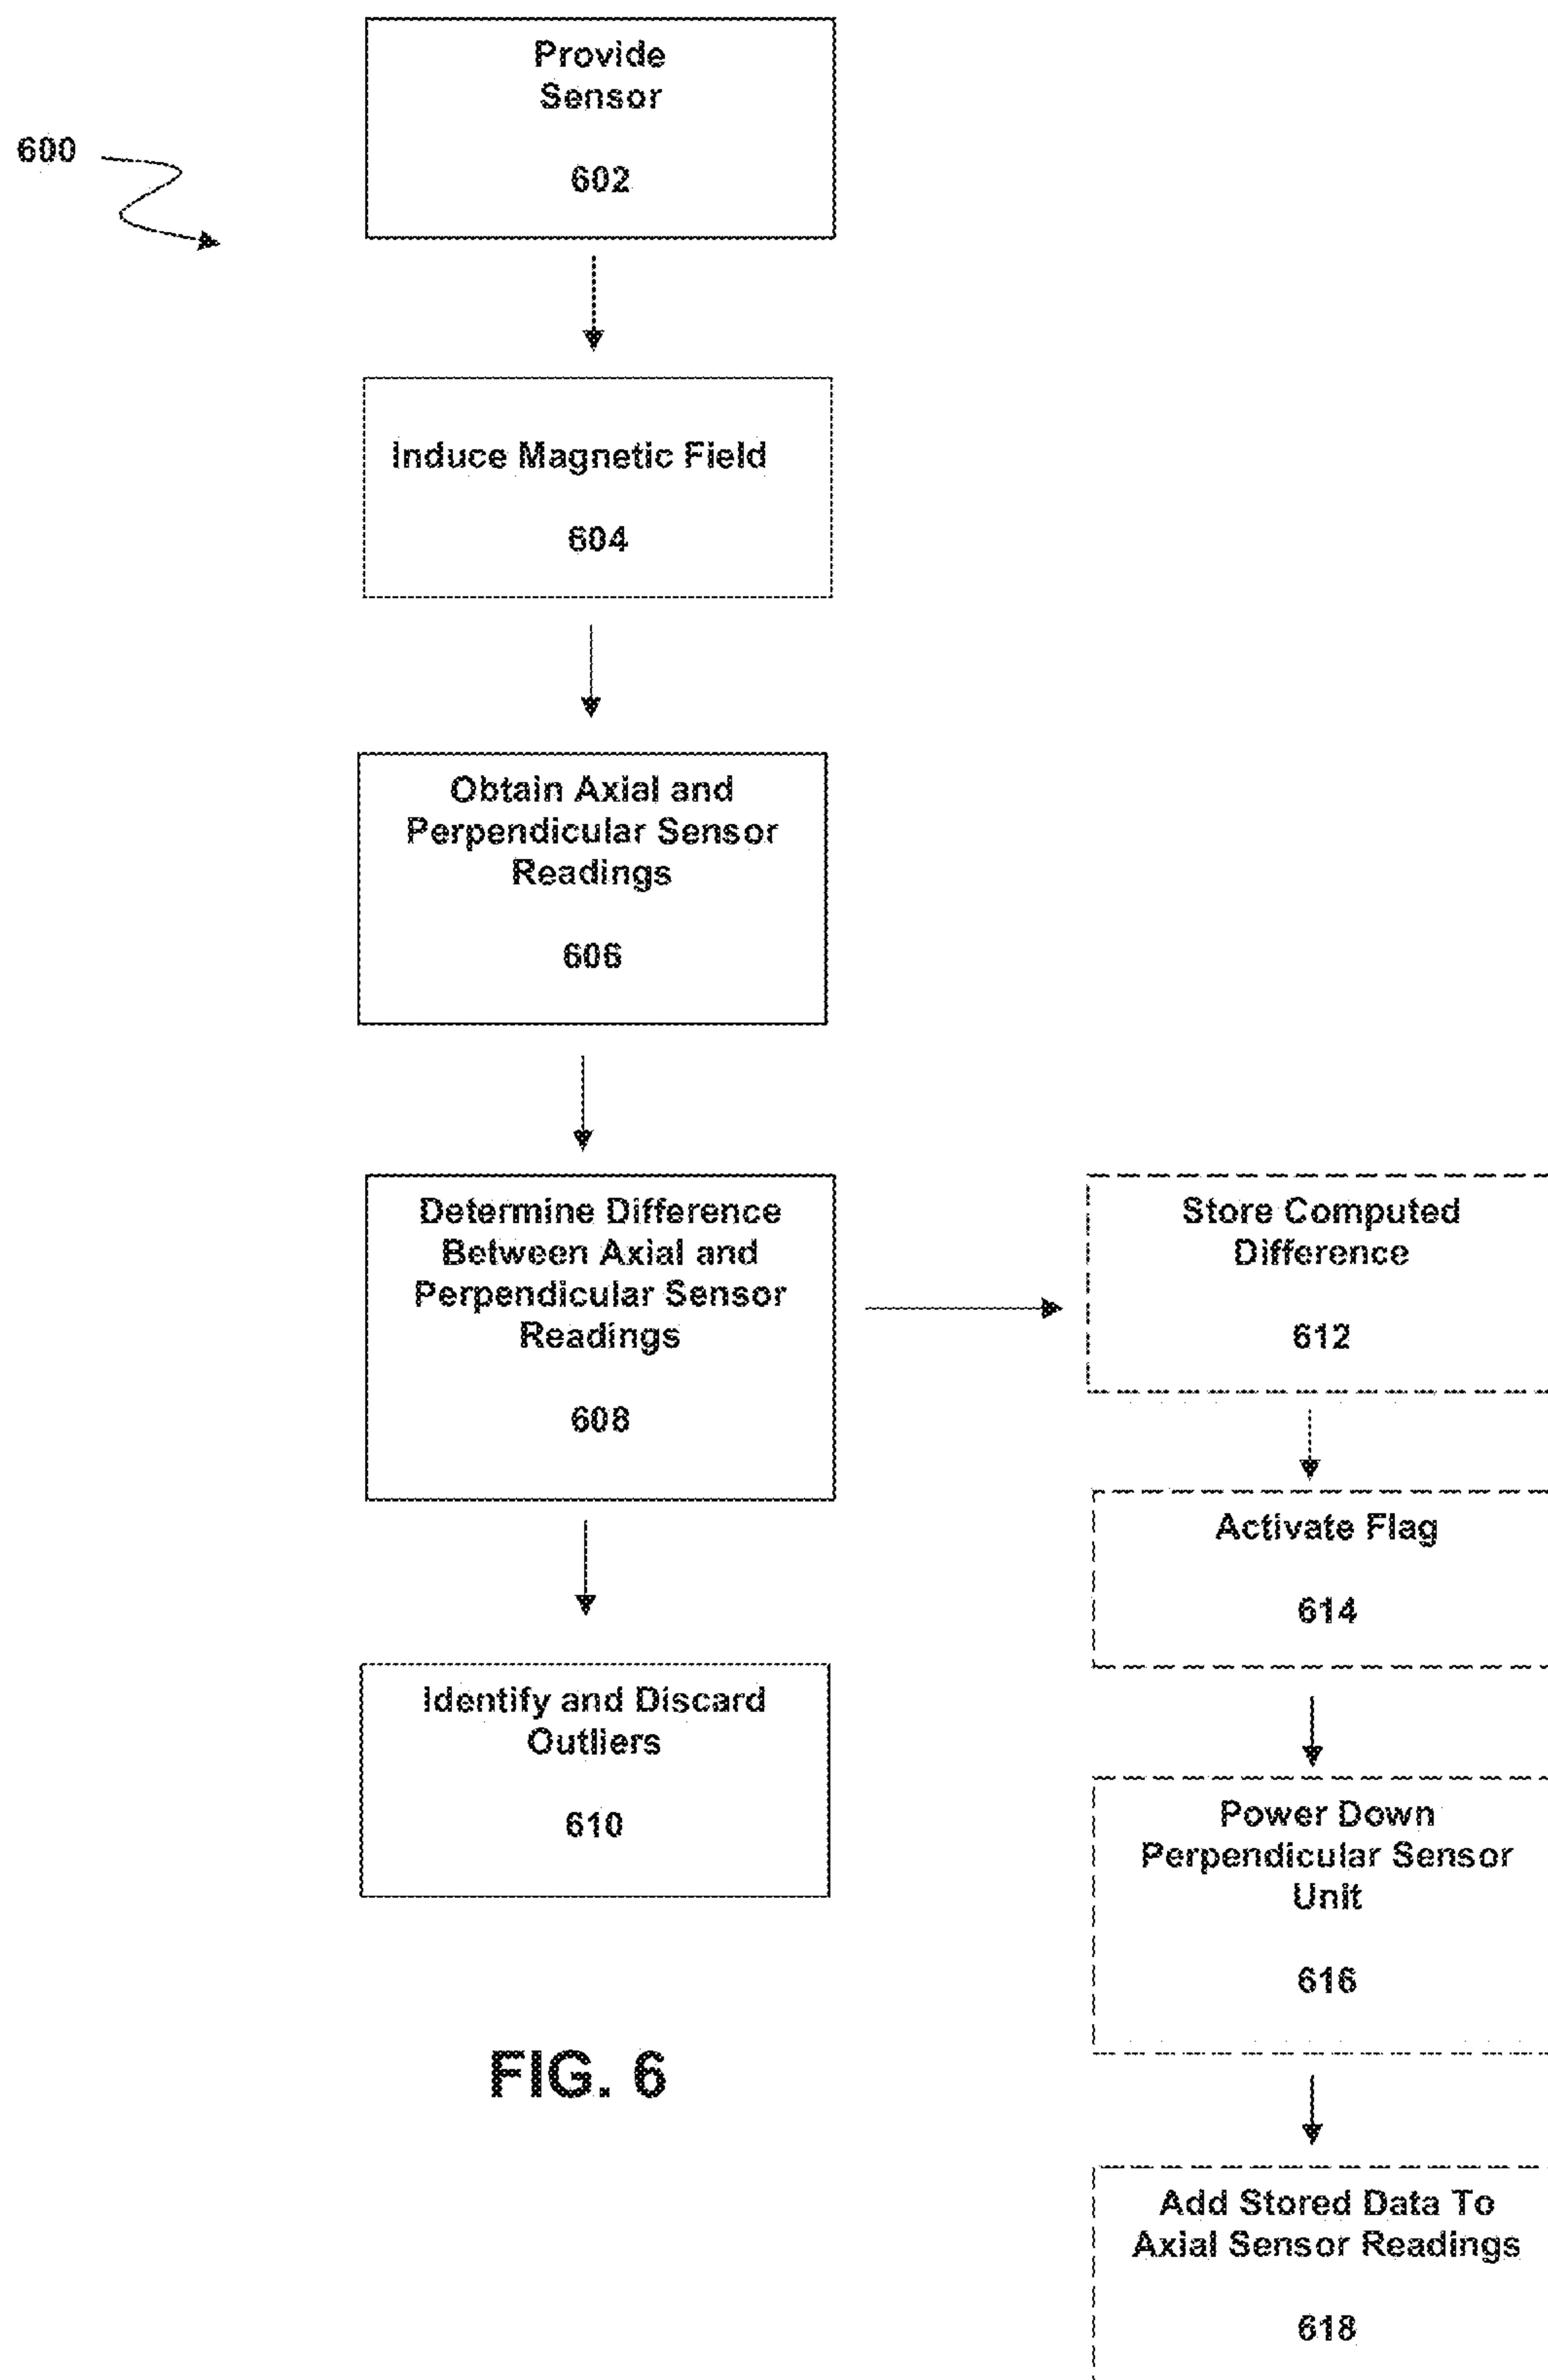 600
Provide
Sensor
602
Induce Magnetic Field
604
Obtain Axial and
Perpendicular Sensor
Readings
606
Determine Difference
Between Axial and
Perpendicular Sensor
Readings
608
Identify and Discard
Outliers
610
Store Computed
Difference
612
Activate Flag
614
Power Down
Perpendicular Sensor
Unit
616
Add Stored Data To
Axial Sensor Readings
618
FIG. 6